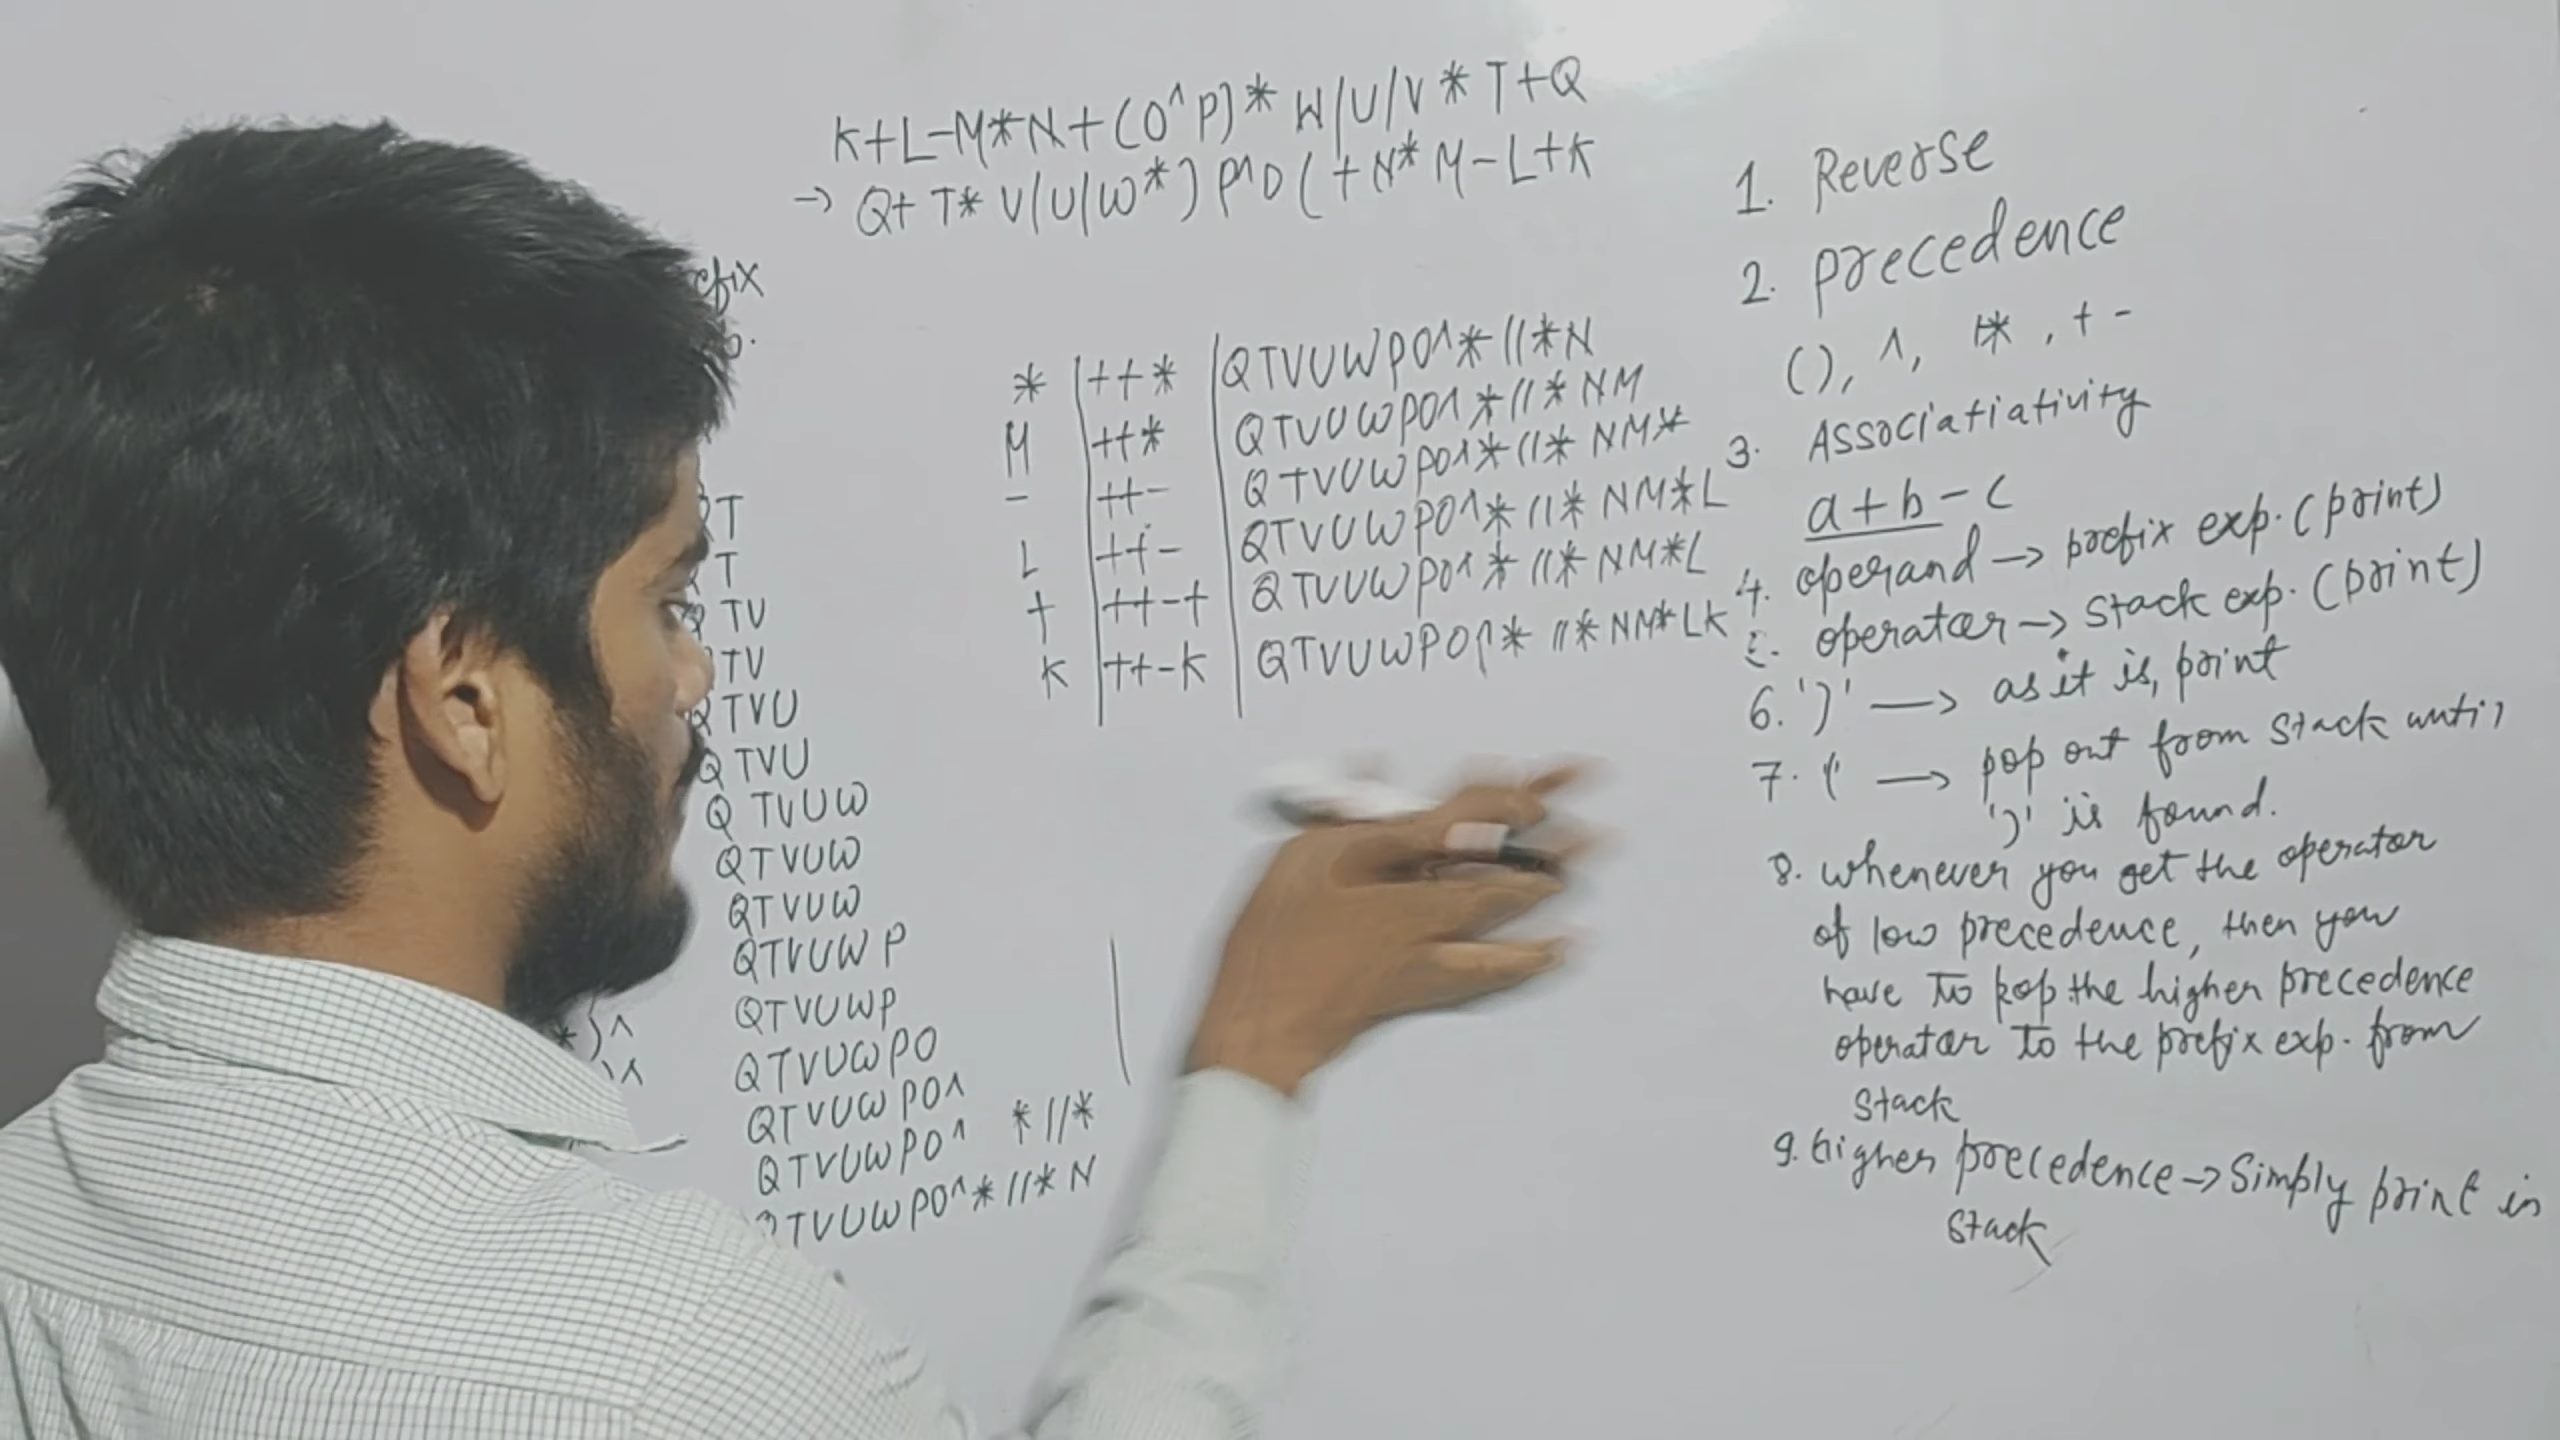 K+L-M*N+(O^P)*W/U/V*T+Q
→ Q+T*V/U/W*)P^O(+N*M-L+K
efix
QT
T
Q TV
TV
QTVU
QTVU
Q TVUW
QTVUW
QTVUW
QTVUW P
*)^ QTVUWP
)^ QTVUWPO
QTVUWPO^
QTVUWPO^ *//*
QTVUWPO^*//*N
* | ++* | QTVUWPO^*//*N
M | ++* | QTVUWPO^*//*NM
- | ++- | QTVUWPO^*//*NM*
L | ++- | QTVUWPO^*//*NM*L
+ | ++-+ | QTVUWPO^*//*NM*L
K | ++-K | QTVUWPO^*//*NM*LK
1. Reverse
2. precedence
(), ^, /*, + -
3. Associatiativity
a+b-c
4. operand → prefix exp. (print)
5. operator → stack exp. (print)
6. ')' → as it is, print
7. '(' → pop out from stack until
')' is found.
8. whenever you get the operator
of low precedence, then you
have to pop the higher precedence
operator to the prefix exp. from
stack
9. higher precedence → Simply print in
stack